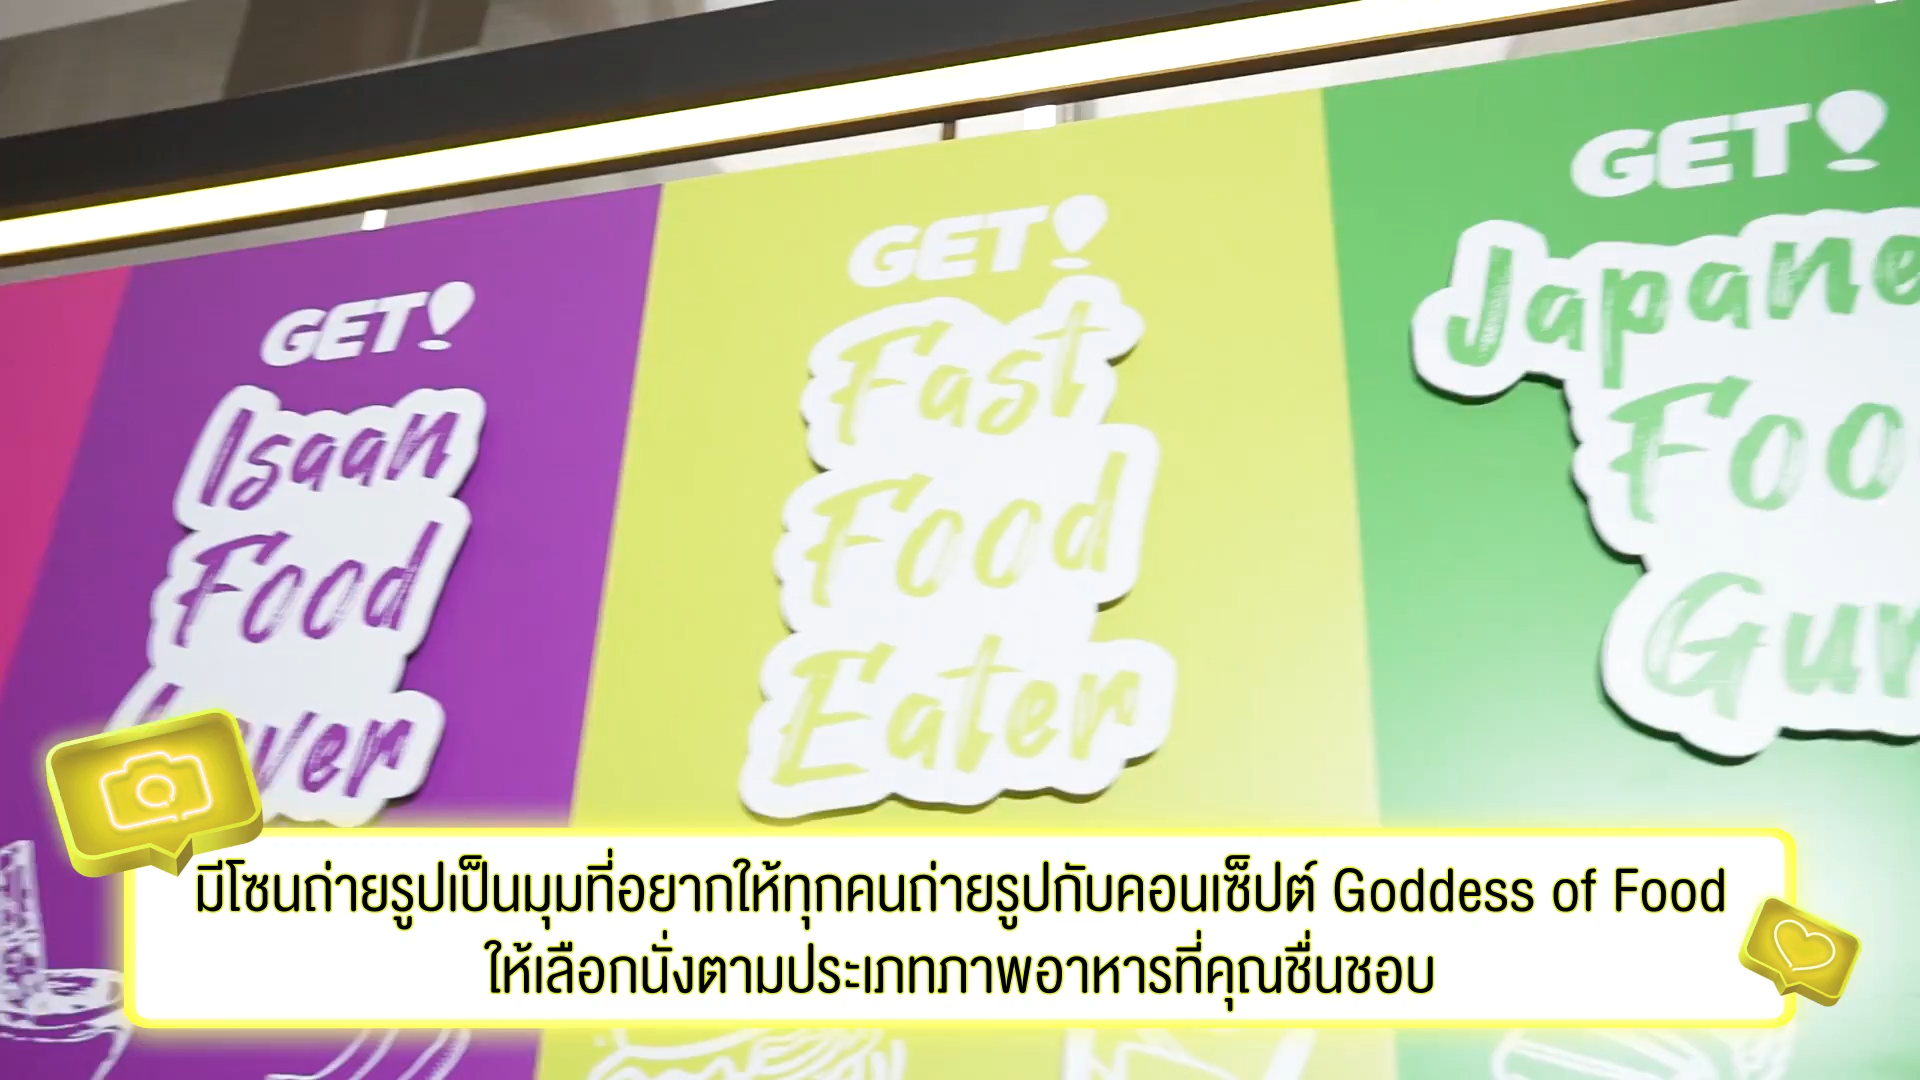 GET!
Isaan
Food
GET!
Fast
Food
Eater
GET!
Food
มีโซนถ่ายรูปเป็นมุมที่อยากให้ทุกคนถ่ายรูปกับคอนเซ็ปต์ Goddess of Food
ให้เลือกนั่งตามประเภทภาพอาหารที่คุณชื่นชอบ